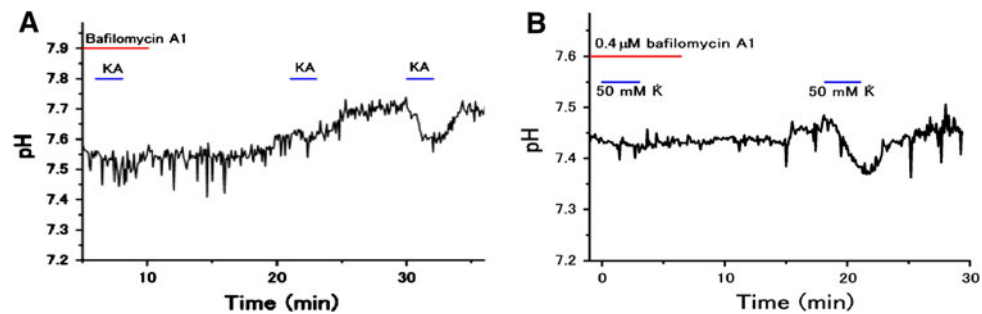 A
Bafilomycin A1
KA
KA
KA
pH
7.9
7.8
7.7
7.6
7.5
7.4
7.3
7.2
10
20
30
Time (min)
B
0.4 μM bafilomycin A1
50 mM K
50 mM K
pH
7.6
7.5
7.4
7.3
7.2
0
10
20
30
Time (min)